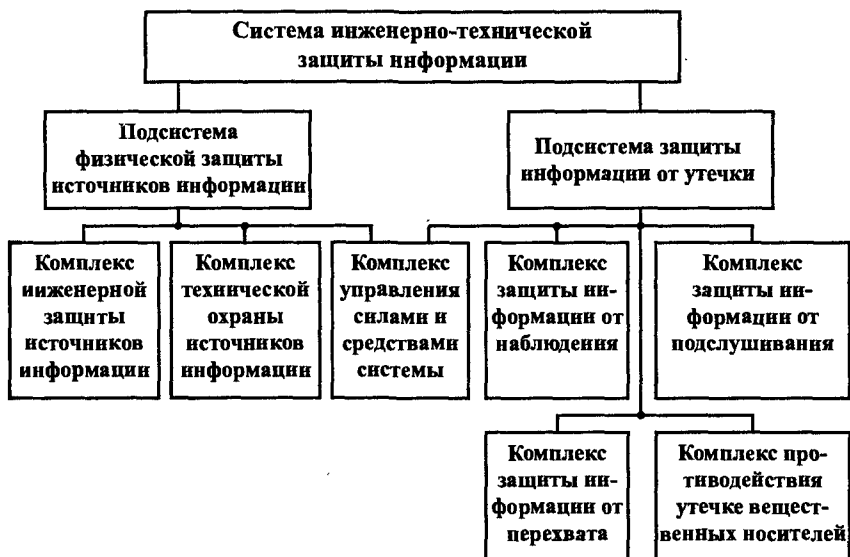 Система инженерно-технической
защиты информации
Подсистема
физической защиты
источников информации
Подсистема защиты
информации от утечки
Комплекс
инженерной
защиты
источников
информации
Комплекс
технической
охраны
источников
информации
Комплекс
управления
силами и
средствами
системы
Комплекс
защиты ин-
формации от
наблюдения
Комплекс
защиты ин-
формации от
подслушивания
Комплекс
защиты ин-
формации от
перехвата
Комплекс про-
тиводействия
утечке вещест-
венных носителей